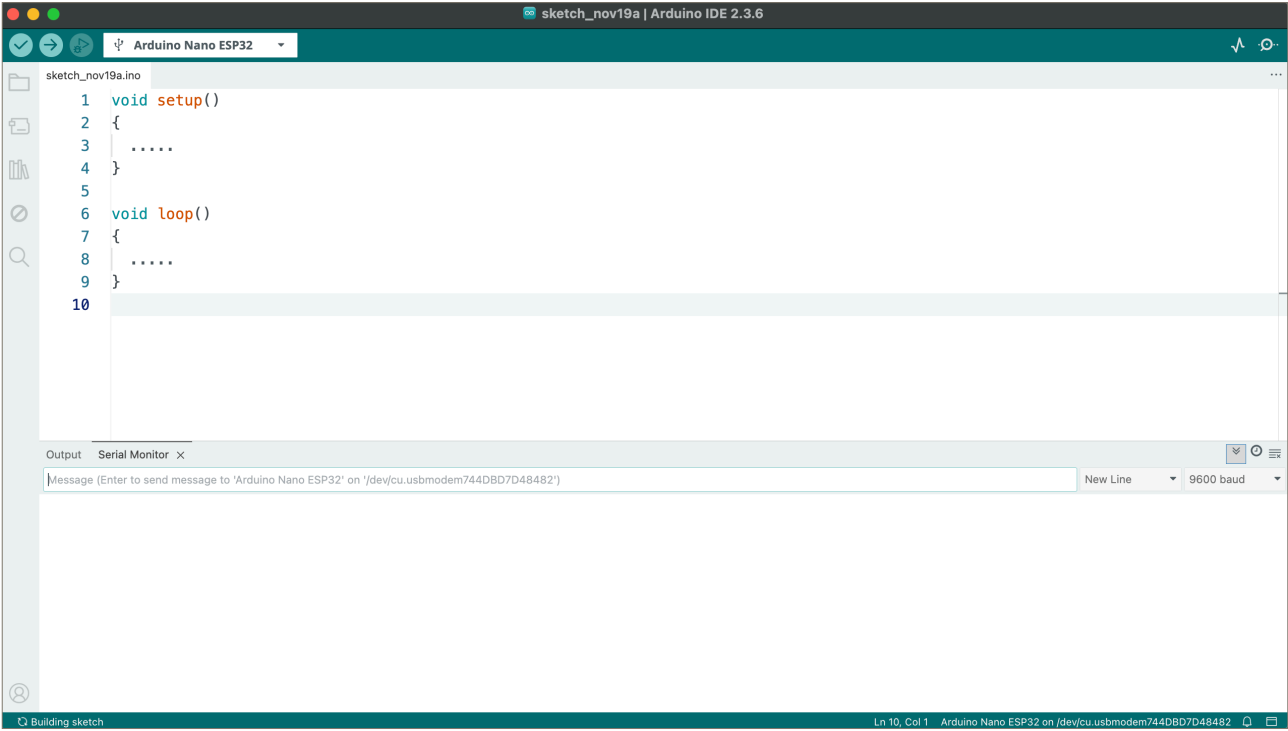 sketch_nov19a | Arduino IDE 2.3.6
Arduino Nano ESP32
sketch_nov19a.ino
1 void setup()
2 {
3 .....
4 }
5
6 void loop()
7 {
8 .....
9 }
10
Output Serial Monitor
Message (Enter to send message to 'Arduino Nano ESP32' on '/dev/cu.usbmodem744DBD7D48482') New Line 9600 baud
Building sketch Ln 10, Col 1 Arduino Nano ESP32 on /dev/cu.usbmodem744DBD7D48482